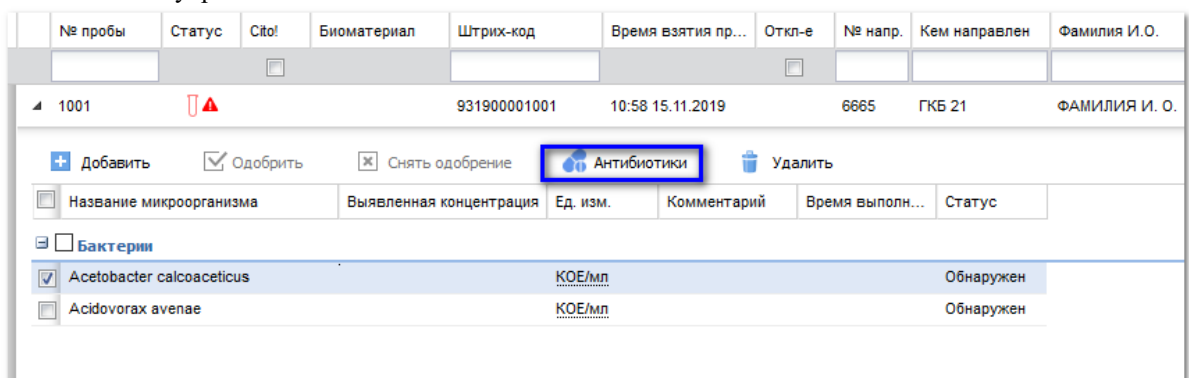 № пробы Статус Cito! Биоматериал Штрих-код Время взятия пр... Откл-е № напр. Кем направлен Фамилия И.О.
1001 931900001001 10:58 15.11.2019 6665 ГКБ 21 ФАМИЛИЯ И. О.
Добавить Одобрить Снять одобрение Антибиотики Удалить
Название микроорганизма Выявленная концентрация Ед. изм. Комментарий Время выполн... Статус
Бактерии
Acetobacter calcoaceticus КОЕ/мл Обнаружен
Acidovorax avenae КОЕ/мл Обнаружен